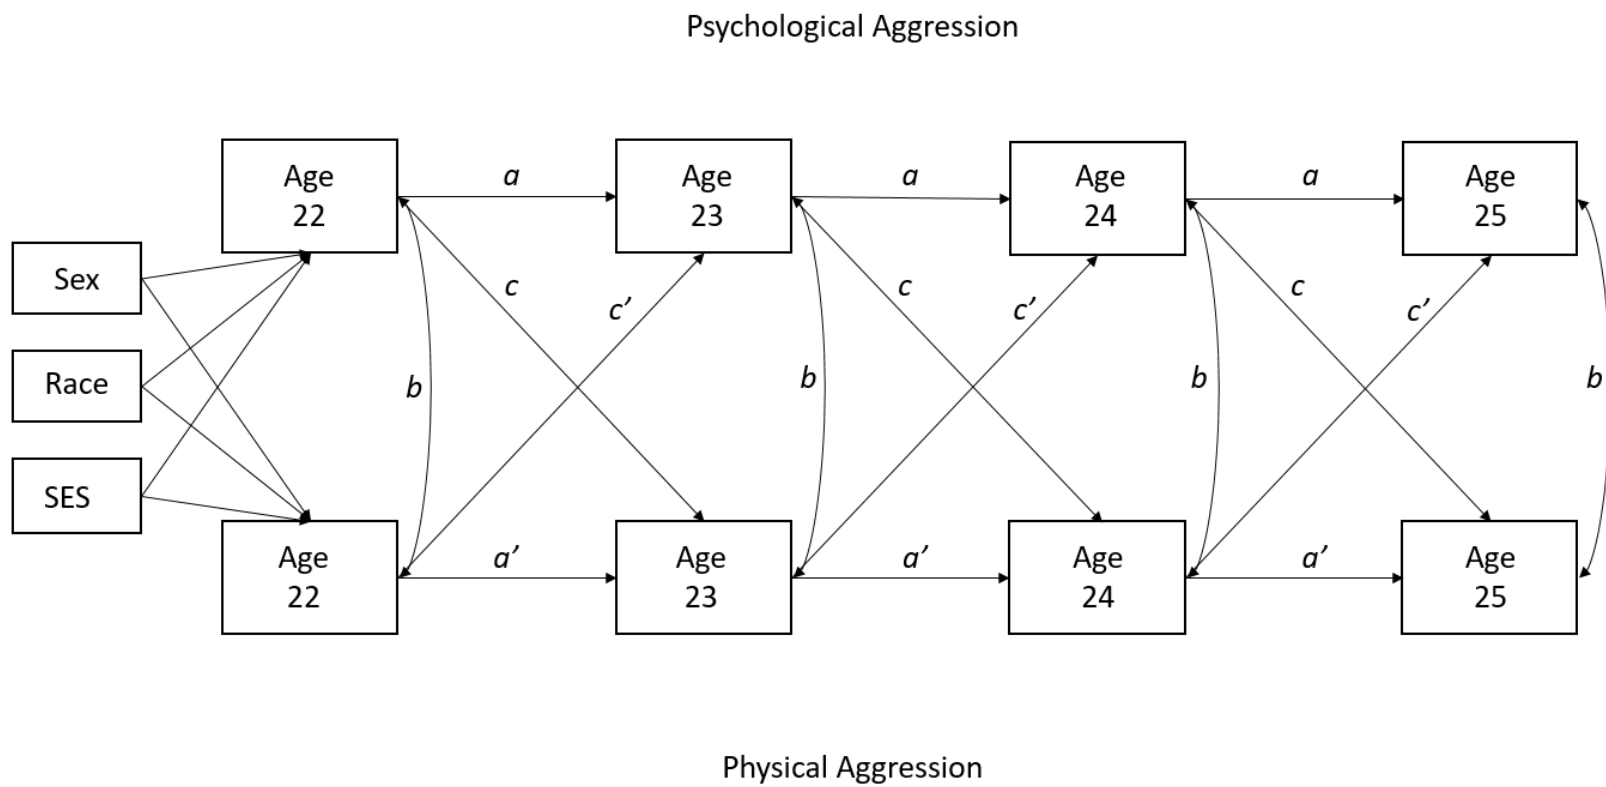 Psychological Aggression
Age
22
a
Age
23
a
Age
24
a
Age
25
Sex
Race
SES
b
c
c’
b
c
c’
b
c
c’
b
Age
22
a’
Age
23
a’
Age
24
a’
Age
25
Physical Aggression